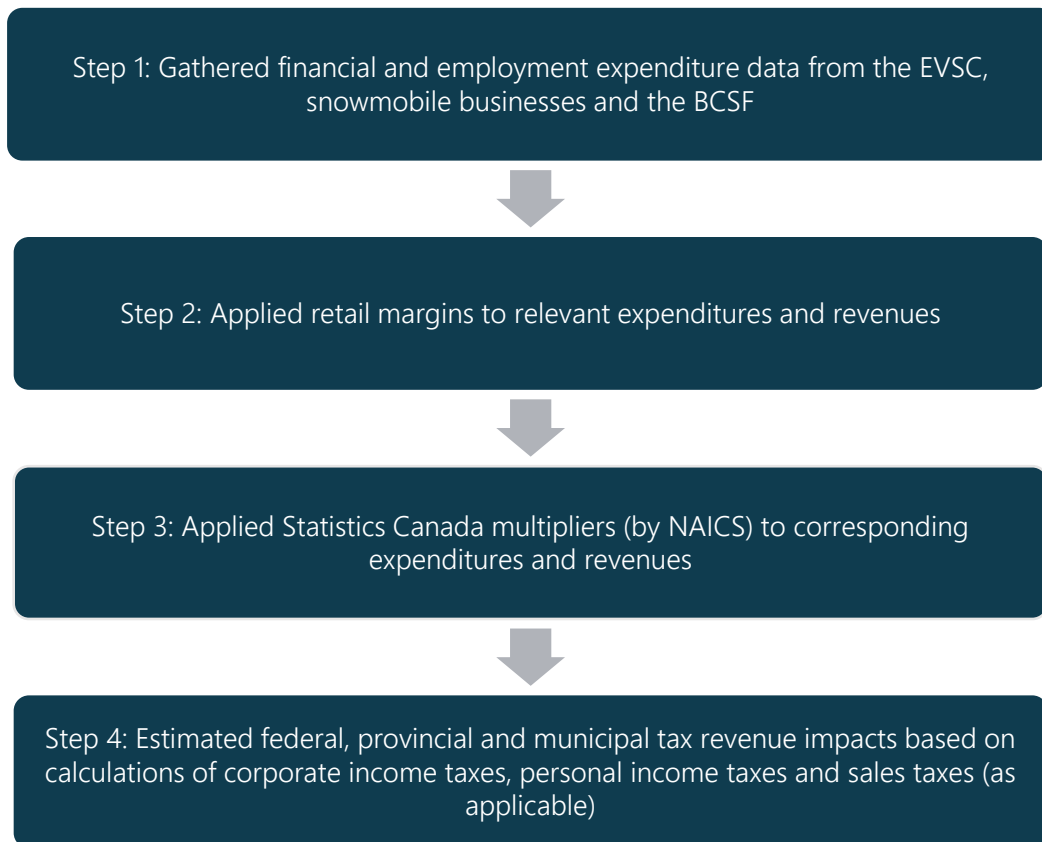 Step 1: Gathered financial and employment expenditure data from the EVSC,
snowmobile businesses and the BCSF
Step 2: Applied retail margins to relevant expenditures and revenues
Step 3: Applied Statistics Canada multipliers (by NAICS) to corresponding
expenditures and revenues
Step 4: Estimated federal, provincial and municipal tax revenue impacts based on
calculations of corporate income taxes, personal income taxes and sales taxes (as
applicable)